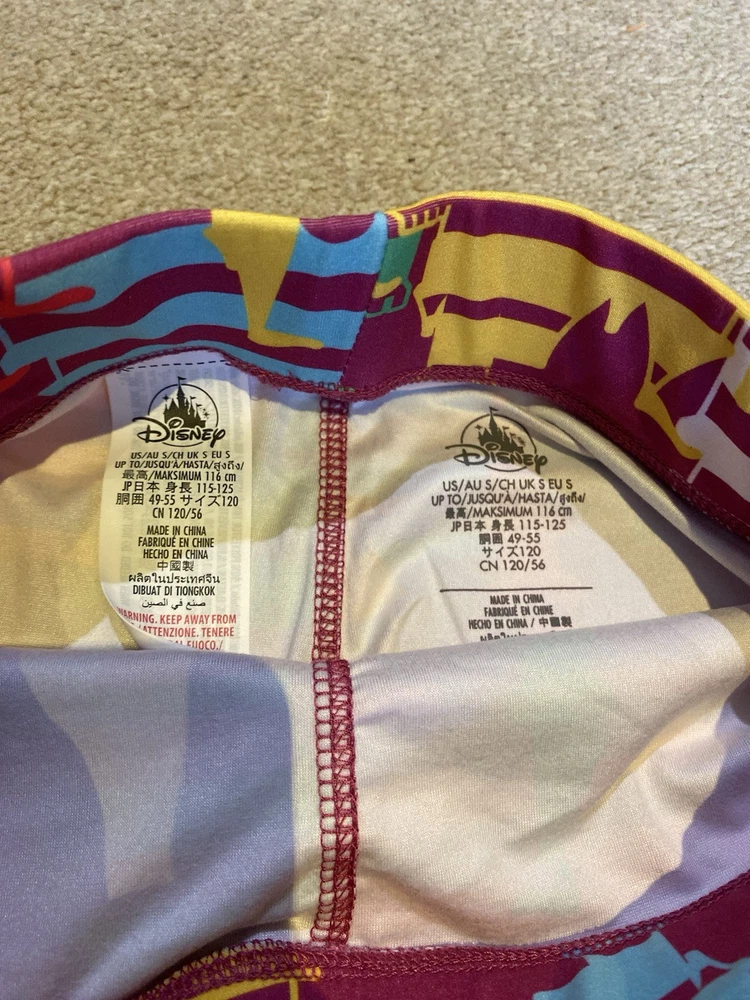 Disney
US/AU S/CH UK S EU S
UP TO/JUSQU'À/HASTA/สูงถึง/
最高/MAKSIMUM 116 cm
JP日本 身長 115-125
胴囲 49-55 サイズ120
CN 120/56
MADE IN CHINA
FABRIQUÉ EN CHINE
HECHO EN CHINA
中國製
ผลิตในประเทศจีน
DIBUAT DI TIONGKOK
صنع في الصين
WARNING. KEEP AWAY FROM
/ATTENZIONE. TENERE
FUOCO./
Disney
US/AU S/CH UK S EU S
UP TO/JUSQU'À/HASTA/สูงถึง/
最高/MAKSIMUM 116 cm
JP日本 身長 115-125
胴囲 49-55
サイズ120
CN 120/56
MADE IN CHINA
FABRIQUÉ EN CHINE
HECHO EN CHINA / 中國製